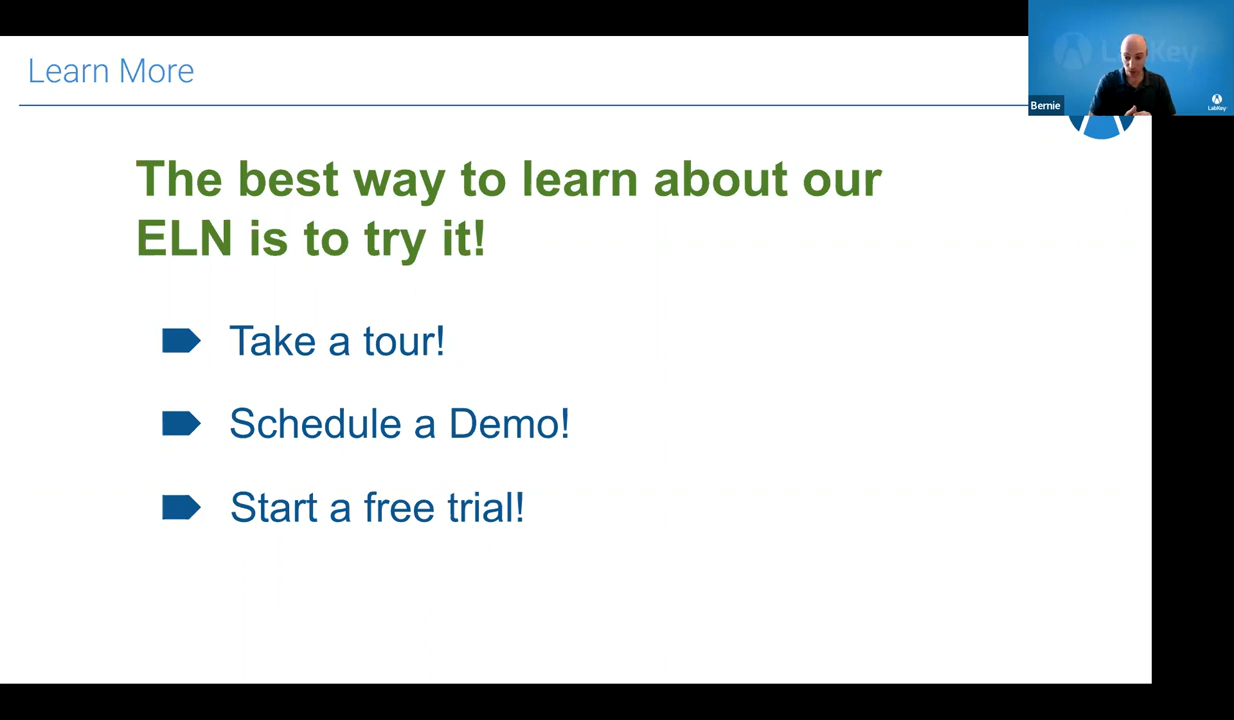 Learn More
LabKey
Bernie
LabKey
The best way to learn about our
ELN is to try it!
Take a tour!
Schedule a Demo!
Start a free trial!